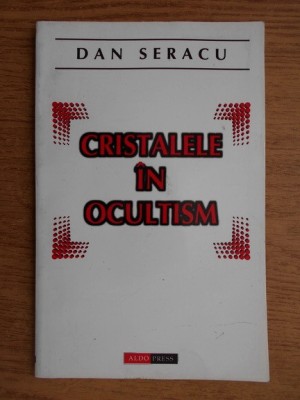 DAN SERACU
CRISTALELE
ÎN
OCULTISM
ALDO PRESS